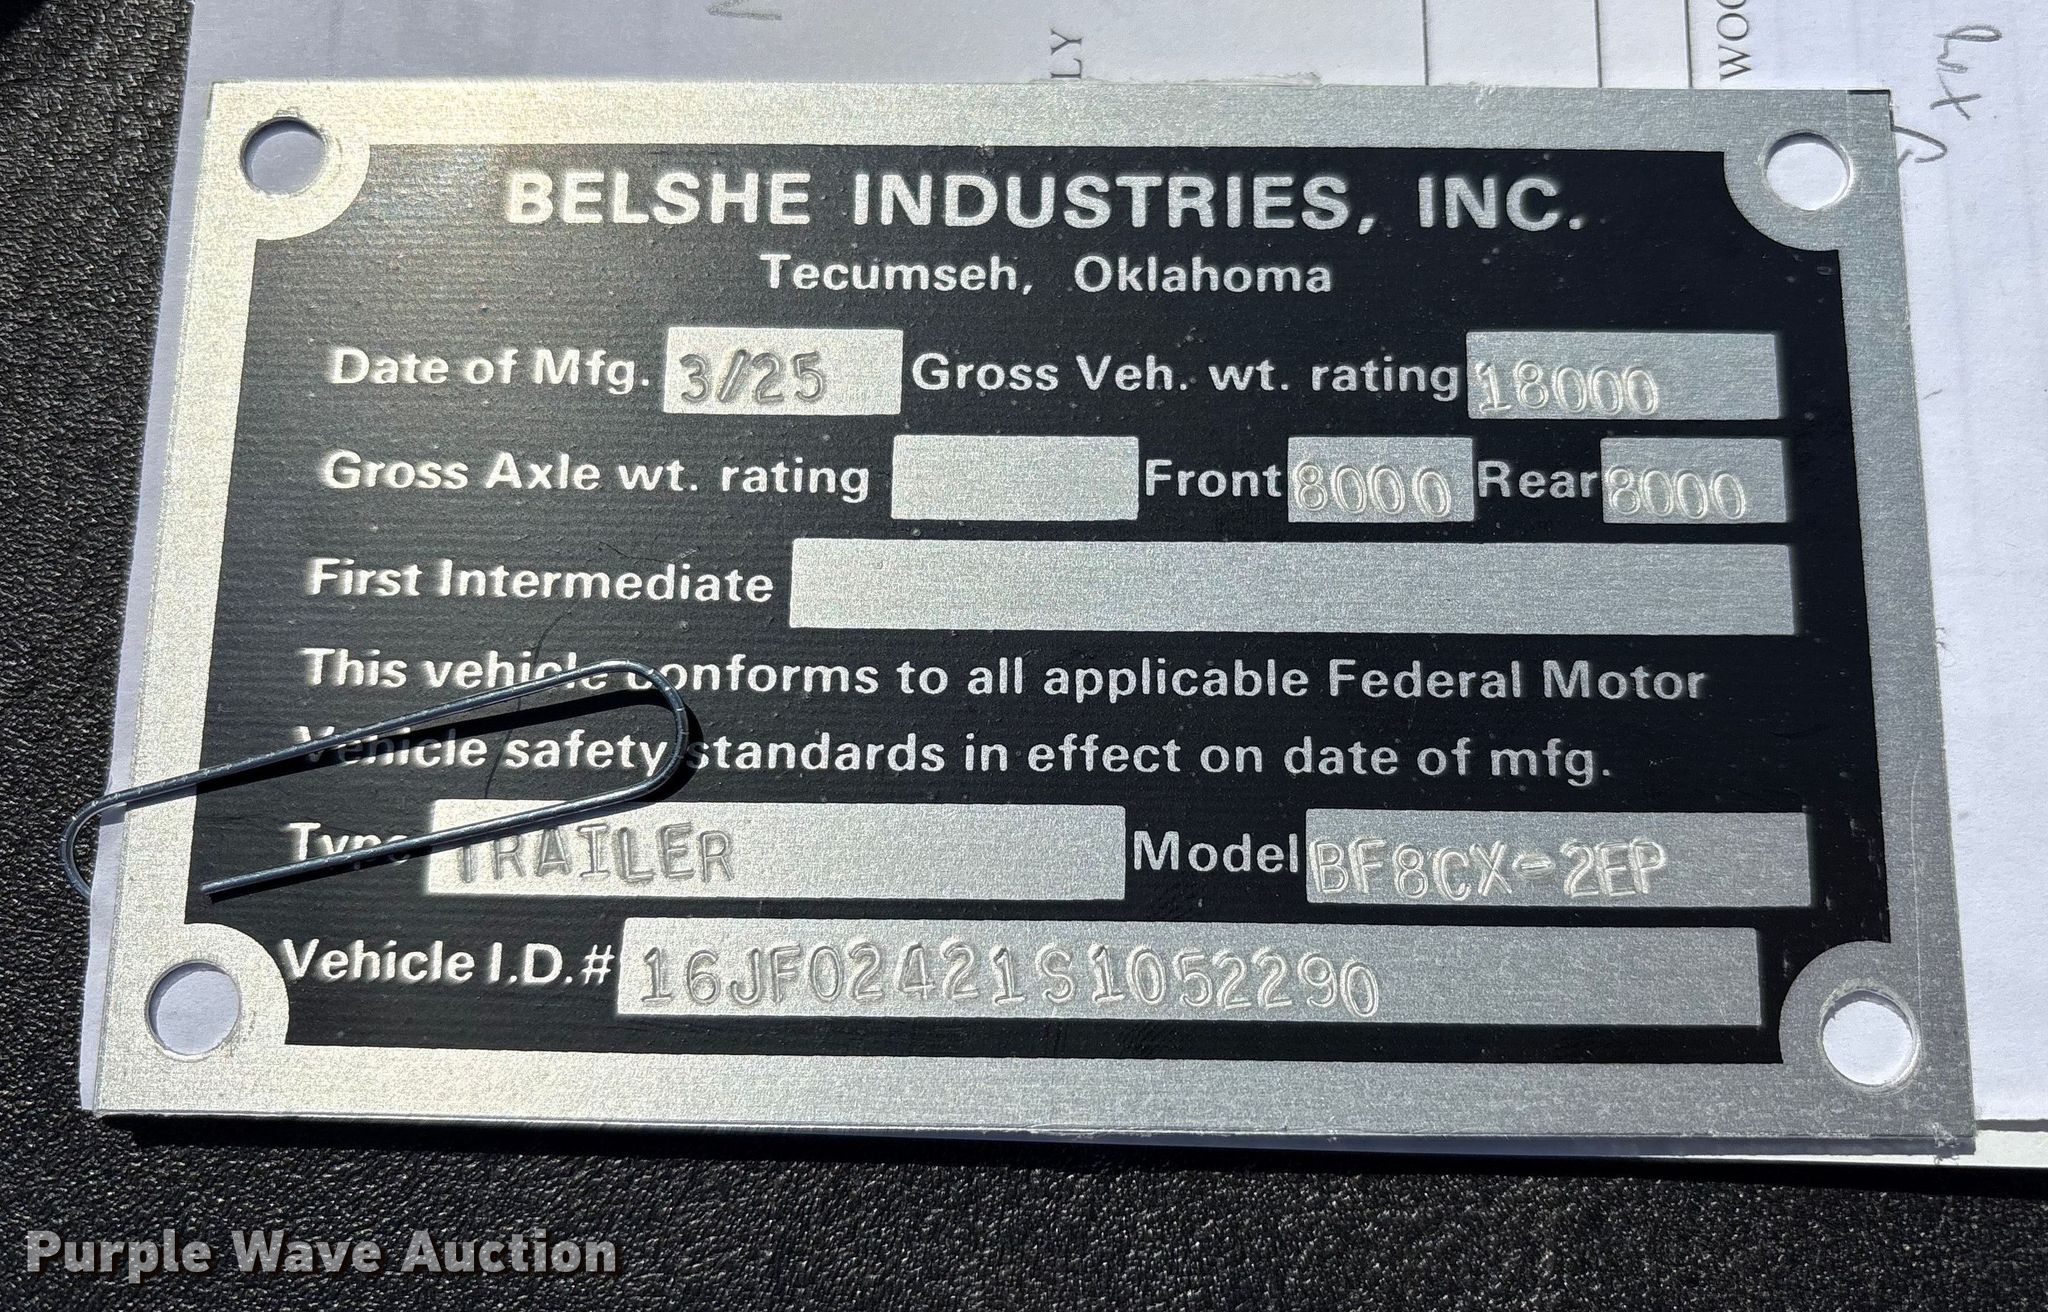 LY
WOO
BELSHE INDUSTRIES, INC.
Tecumseh, Oklahoma
Date of Mfg. 3/25 Gross Veh. wt. rating 18000
Gross Axle wt. rating Front 8000 Rear 8000
First Intermediate
This vehicle conforms to all applicable Federal Motor
Vehicle safety standards in effect on date of mfg.
Type TRAILER Model BF8CX-2EP
Vehicle I.D.# 16JF02421S1052290
Purple Wave Auction